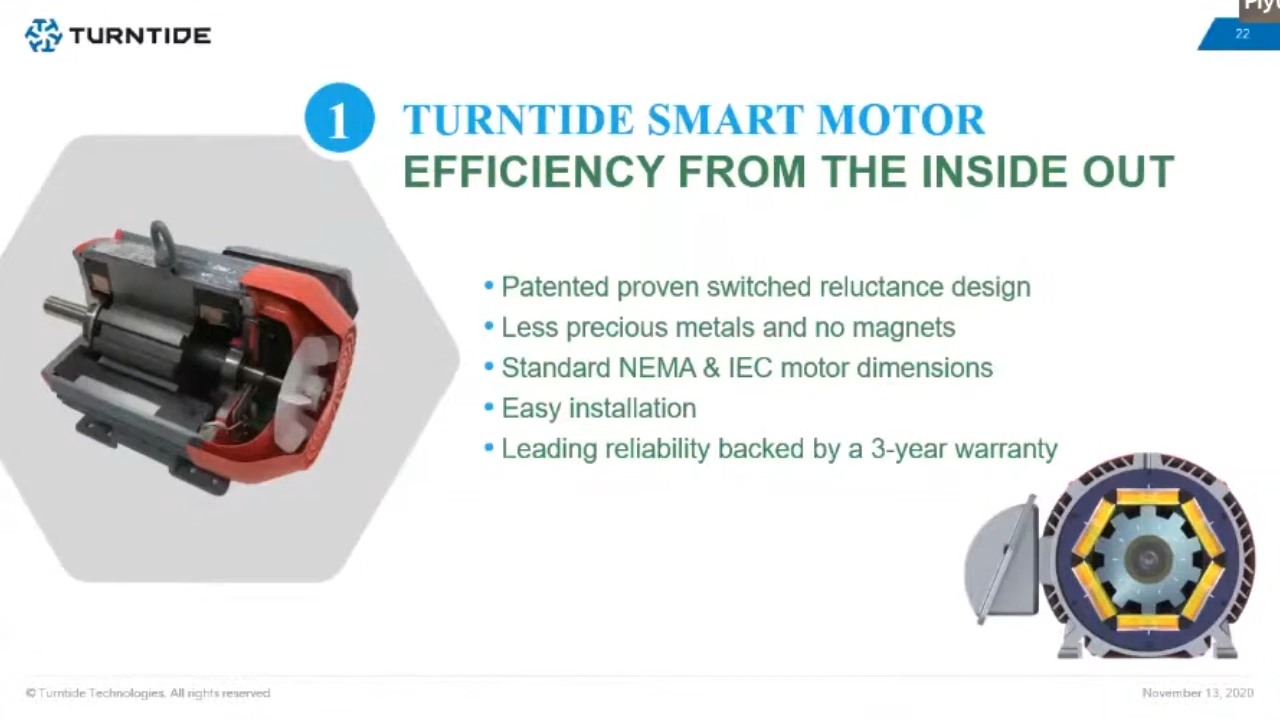 TURNTIDE
22
1
TURNTIDE SMART MOTOR
EFFICIENCY FROM THE INSIDE OUT
• Patented proven switched reluctance design
• Less precious metals and no magnets
• Standard NEMA & IEC motor dimensions
• Easy installation
• Leading reliability backed by a 3-year warranty
© Turntide Technologies. All rights reserved
November 13, 2020